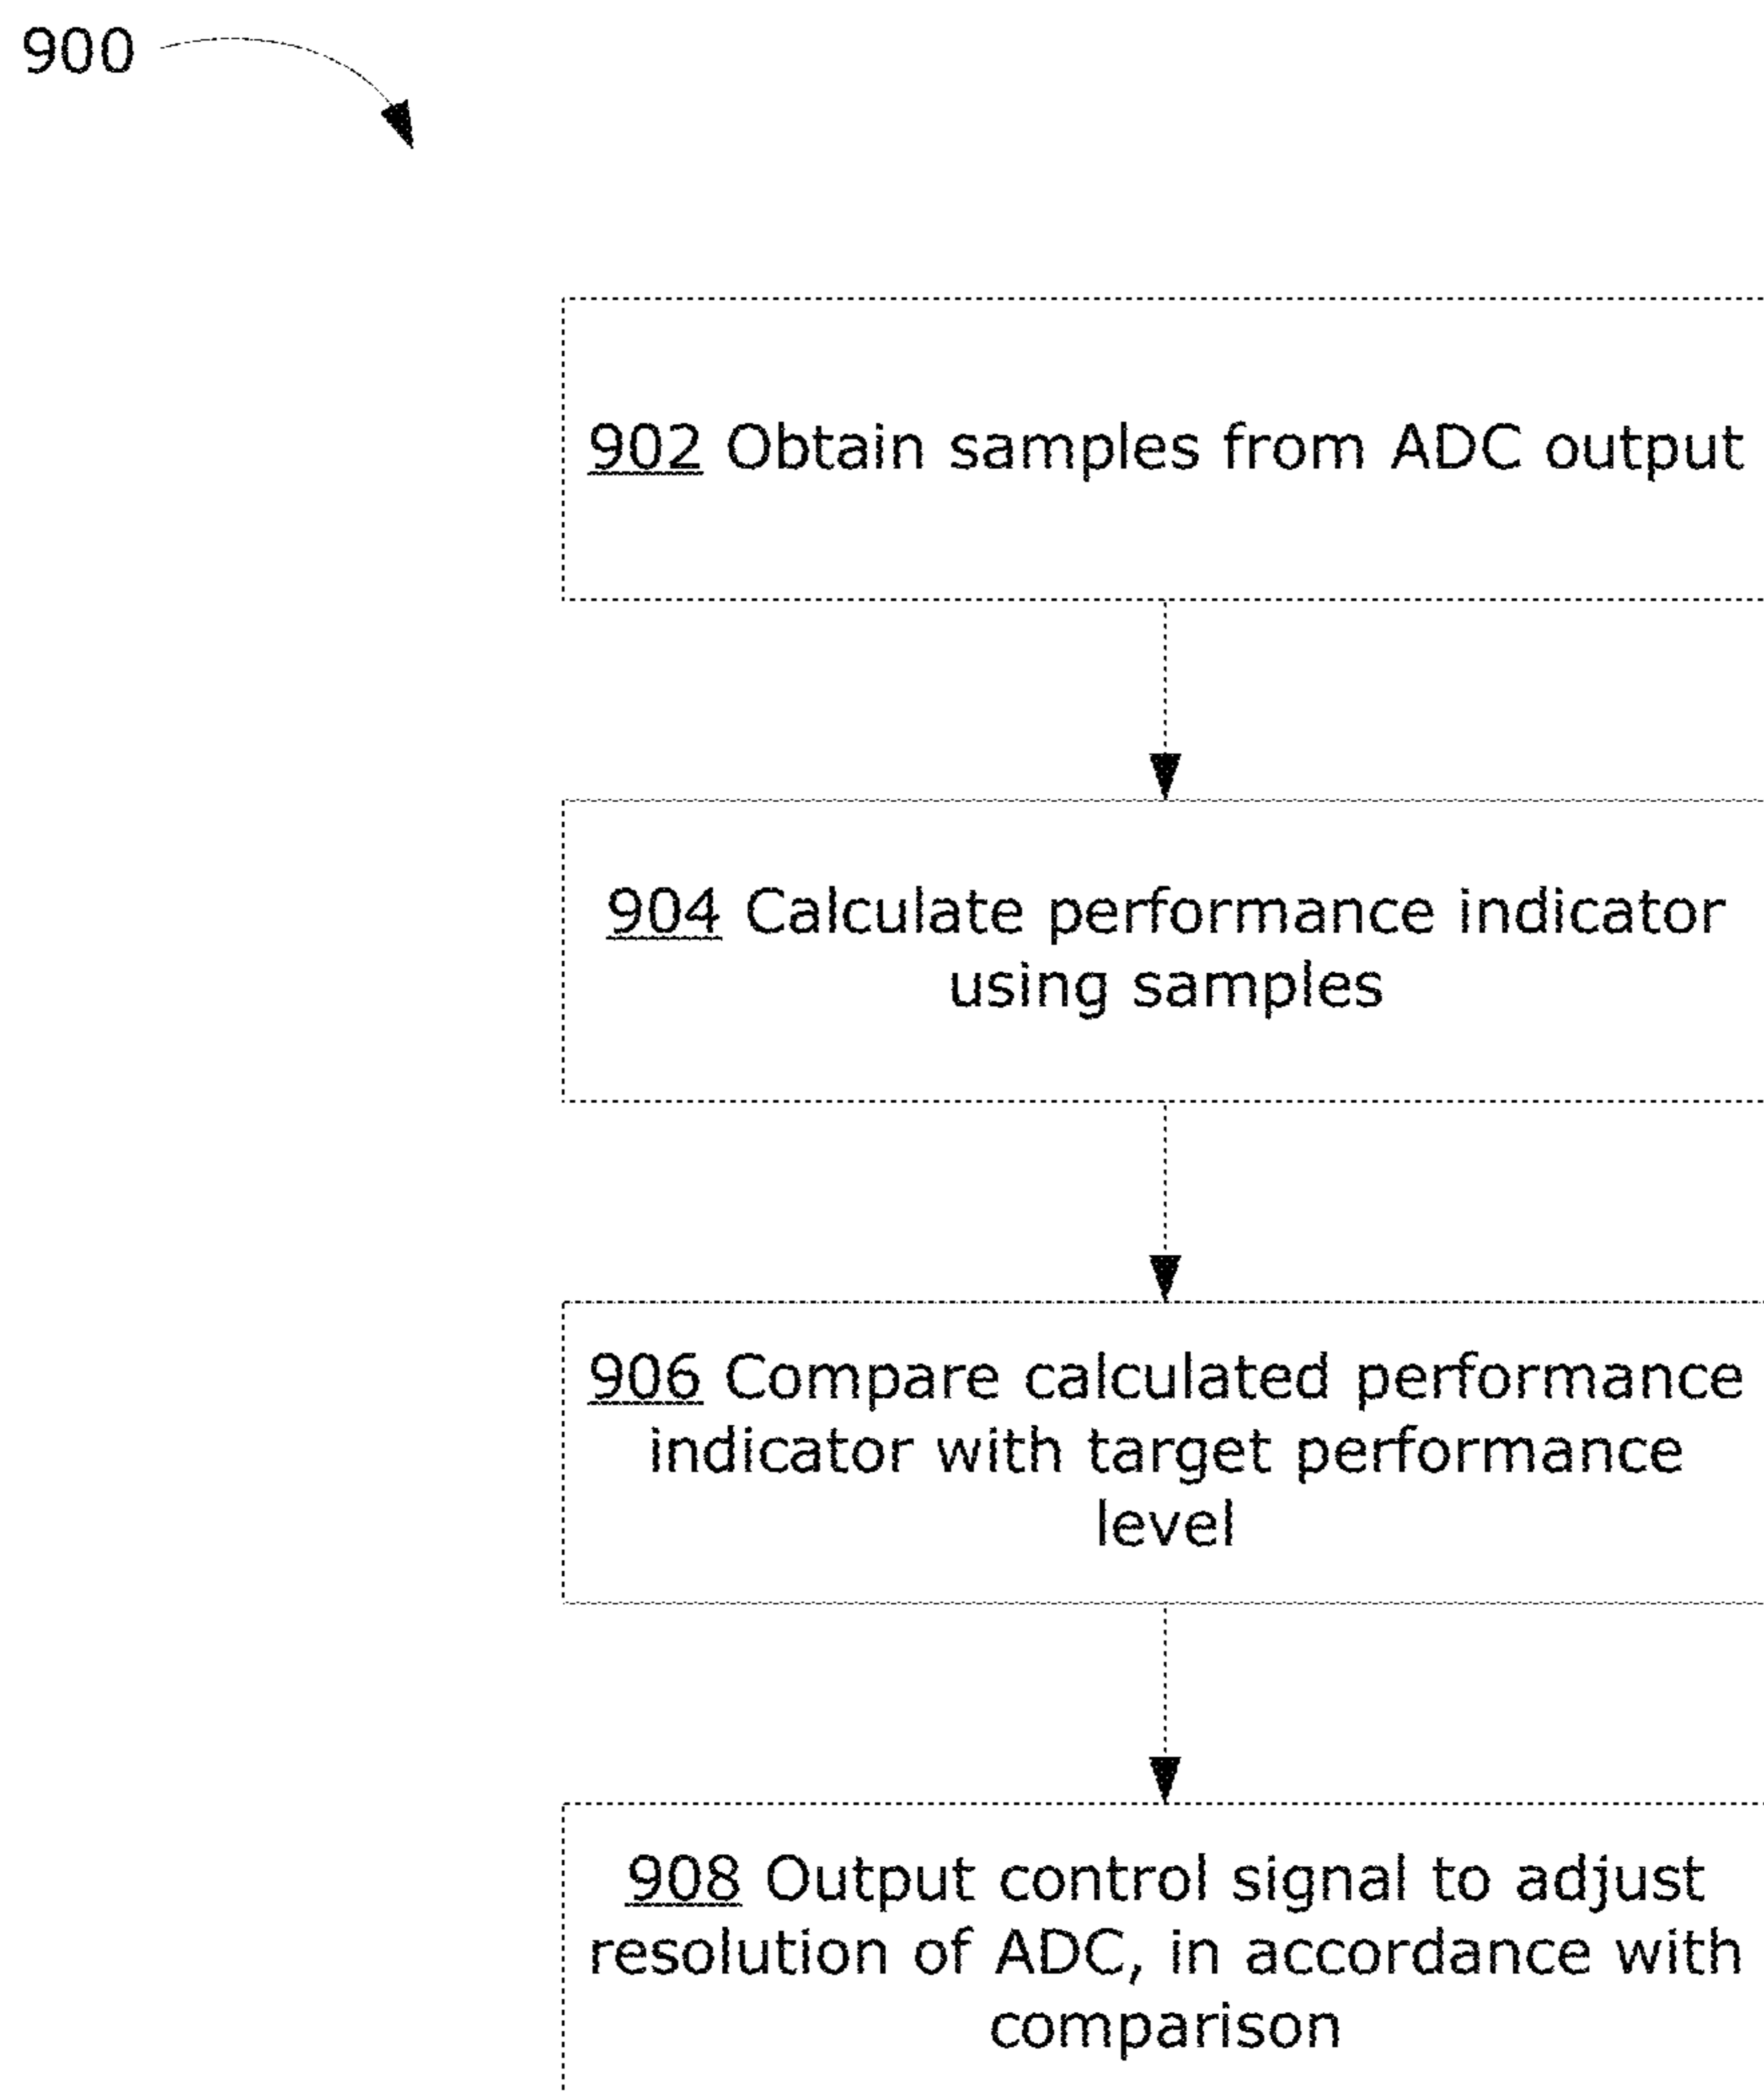 900
902 Obtain samples from ADC output
904 Calculate performance indicator
using samples
906 Compare calculated performance
indicator with target performance
level
908 Output control signal to adjust
resolution of ADC, in accordance with
comparison